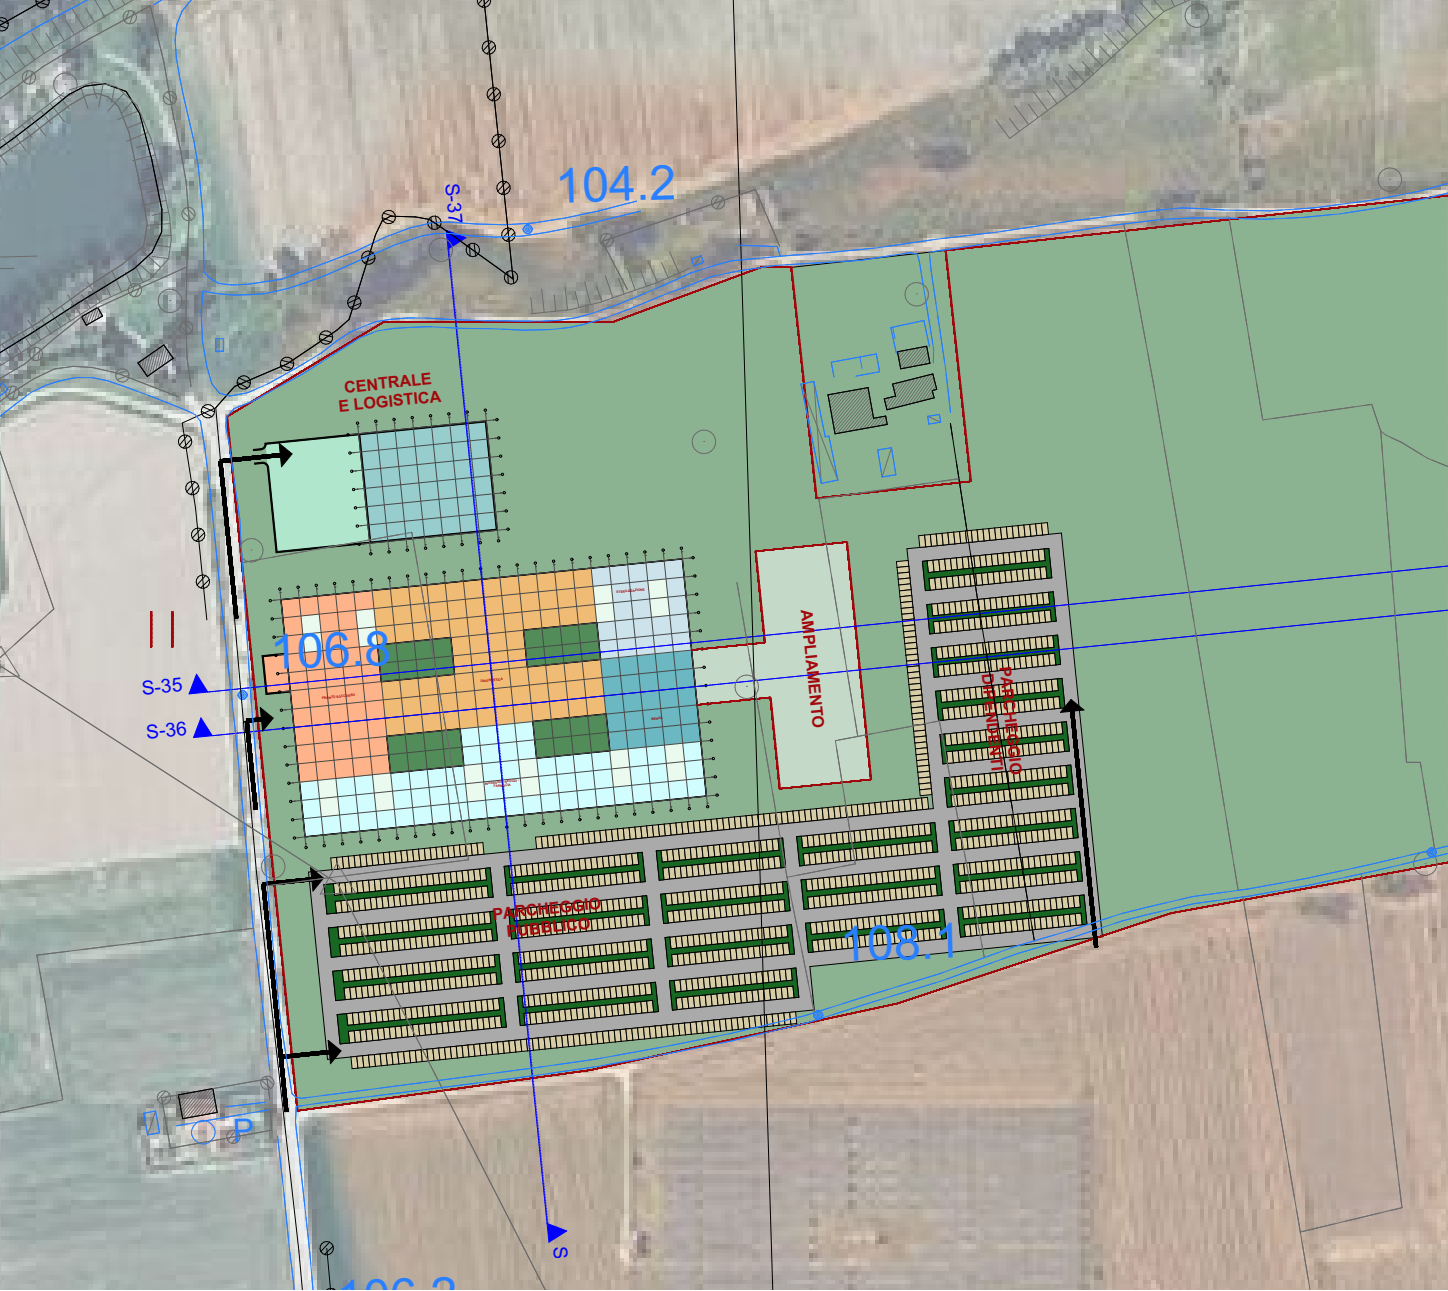 104.2
S-37
CENTRALE
E LOGISTICA
106.8
S-35
S-36
AMPLIAMENTO
PARCHEGGIO
DIPENDENTI
PARCHEGGIO
PUBBLICO
108.1
P
S